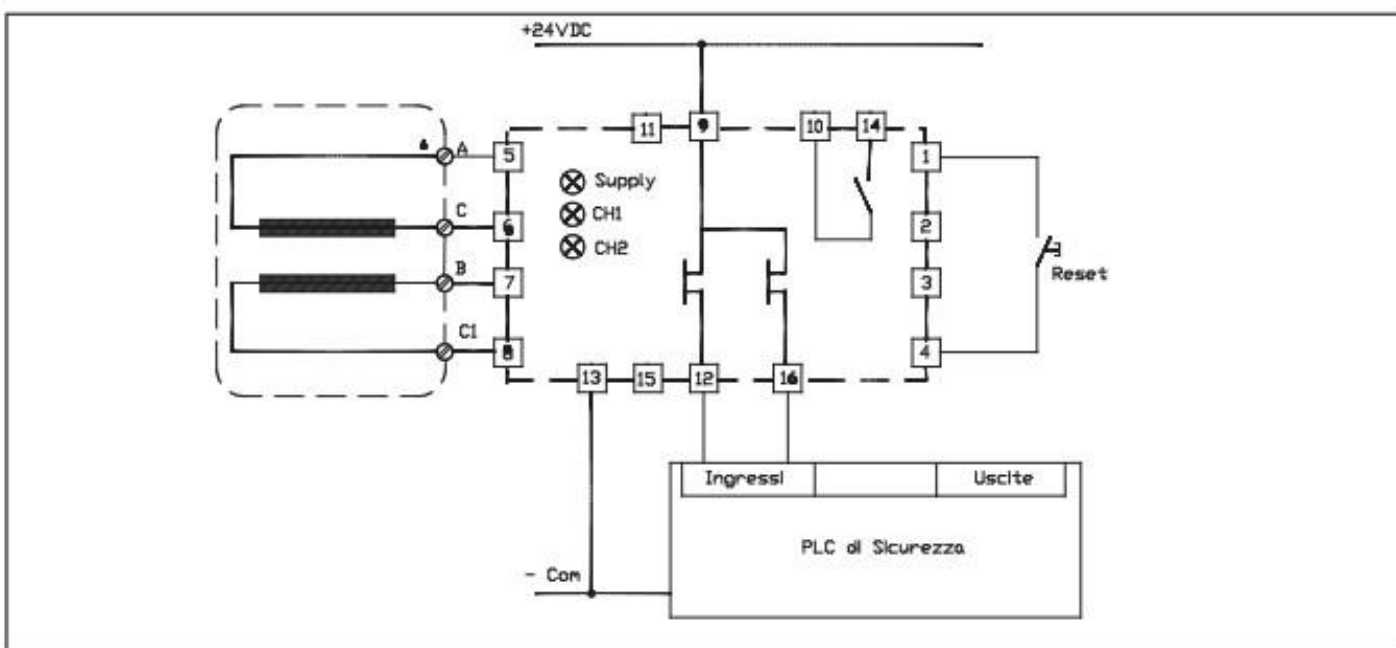 +24VDC
11 9 10 14
A 5 1
Supply
C 6 CH1 2
CH2
B 7 3
Reset
C1 8 4
13 15 12 16
Ingressi Uscite
PLC di Sicurezza
- Com